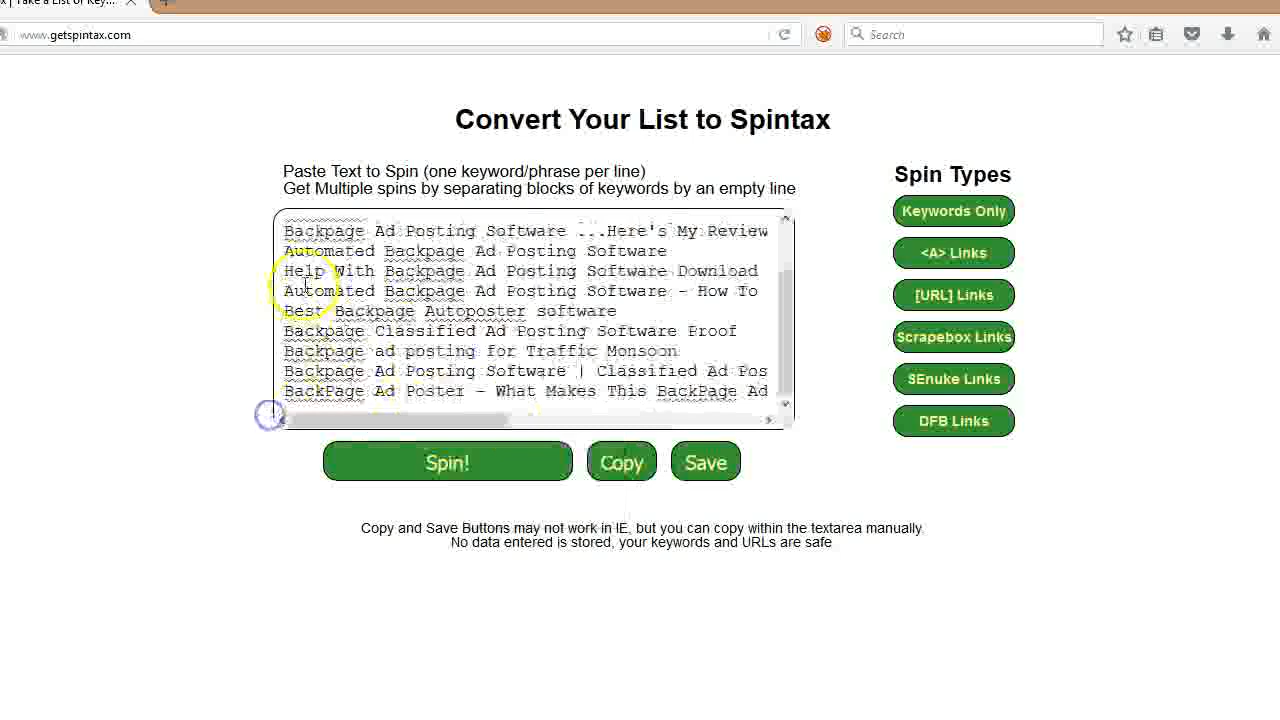 x | Take a List of Key...
www.getspintax.com
Search
Convert Your List to Spintax
Paste Text to Spin (one keyword/phrase per line)
Get Multiple spins by separating blocks of keywords by an empty line
Backpage Ad Posting Software ...Here's My Review
Automated Backpage Ad Posting Software
Help With Backpage Ad Posting Software Download
Automated Backpage Ad Posting Software - How To
Best Backpage Autoposter software
Backpage Classified Ad Posting Software Proof
Backpage ad posting for Traffic Monsoon
Backpage Ad Posting Software | Classified Ad Pos
BackPage Ad Poster - What Makes This BackPage Ad
Spin!
Copy
Save
Copy and Save Buttons may not work in IE, but you can copy within the textarea manually.
No data entered is stored, your keywords and URLs are safe
Spin Types
Keywords Only
<A> Links
[URL] Links
Scrapebox Links
SEnuke Links
DFB Links